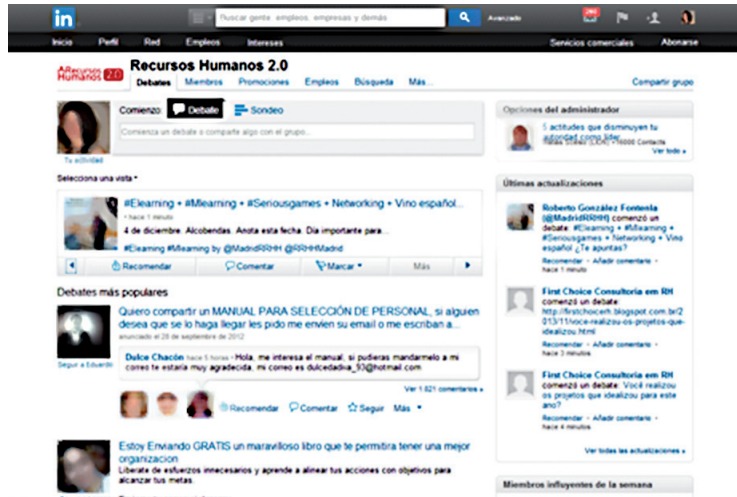 in
Buscar gente, empleos, empresas y demás
Avanzado
Inicio Perfil Red Empleos Intereses
Servicios comerciales Abonarse
Recursos Humanos 2.0
Recursos Humanos 2.0
Debates Miembros Promociones Empleos Búsqueda Más...
Compartir grupo
Comienzo: Debate Sondeo
Comienza un debate o comparte algo con el grupo...
Tu actividad
Selecciona una vista
#Elearning + #Mlearning + #Seriousgames + Networking + Vino español...
hace 1 minuto
4 de diciembre. Alcobendas. Anota esta fecha. Día importante para...
#Elearning #Mlearning by @MadridRRHH @RRHHMadrid
Recomendar Comentar Marcar Más
Debates más populares
Quiero compartir un MANUAL PARA SELECCIÓN DE PERSONAL, si alguien
desea que se lo haga llegar les pido me envíen su email o me escriban a...
anunciado el 28 de septiembre de 2012
Seguir a Eduardo
Dulce Chacón hace 5 horas - Hola, me interesa el manual, si pudieras mandarmelo a mi
correo te estaría muy agradecida, mi correo es dulcedadiva_93@hotmail.com
Ver 1.821 comentarios »
Recomendar Comentar Seguir Más
Estoy Enviando GRATIS un maravilloso libro que te permitira tener una mejor
organizacion
Liberate de esfuerzos innecesarios y aprende a alinear tus acciones con objetivos para
alcanzar tus metas.
Opciones del administrador
5 actitudes que disminuyen tu
autoridad como líder
Ver todo »
Últimas actualizaciones
Roberto González Fontenla
(@MadridRRHH) comenzó un
debate: #Elearning + #Mlearning +
#Seriousgames + Networking + Vino
español ¿Te apuntas?
Recomendar - Añadir comentario -
hace 1 minuto
First Choice Consultoria em RH
comenzó un debate:
http://firstchoicerh.blogspot.com.br/2
013/11/voce-realizou-os-projetos-que-
idealizou.html
Recomendar - Añadir comentario -
hace 3 minutos
First Choice Consultoria em RH
comenzó un debate: Você realizou
os projetos que idealizou para este
ano?
Recomendar - Añadir comentario -
hace 4 minutos
Ver todas las actualizaciones »
Miembros influyentes de la semana